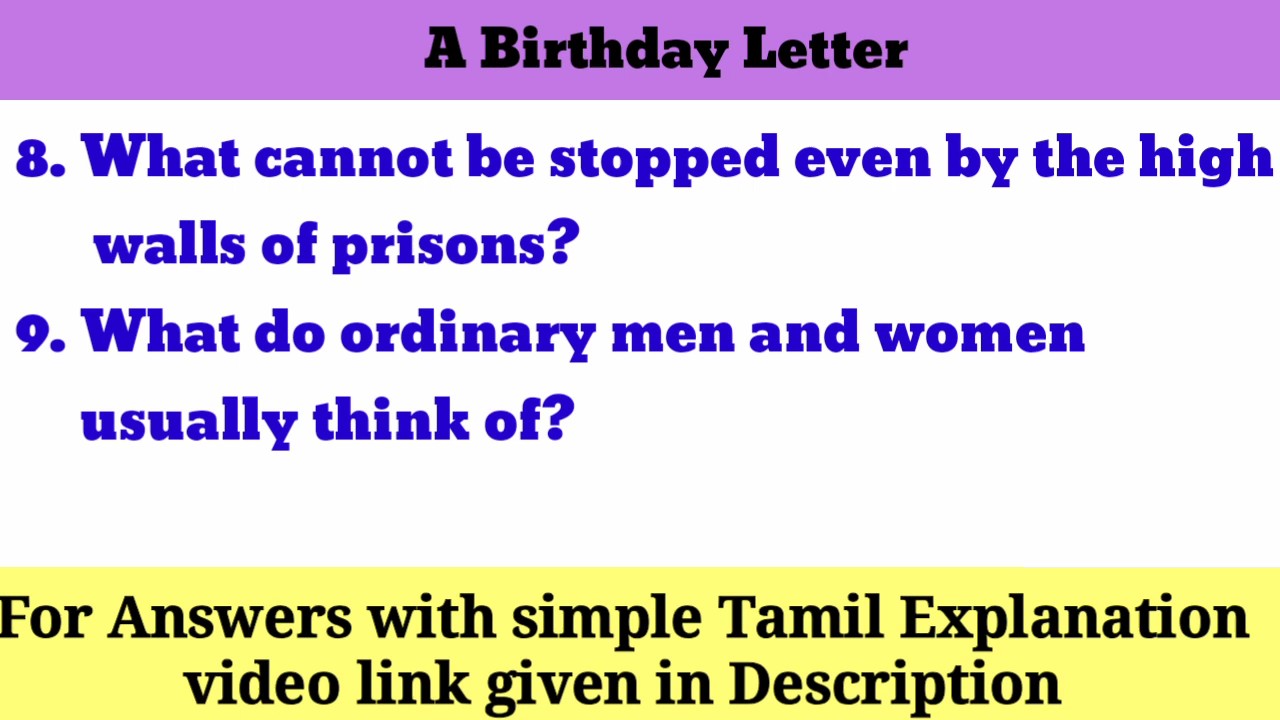 A Birthday Letter
8. What cannot be stopped even by the high
walls of prisons?
9. What do ordinary men and women
usually think of?
For Answers with simple Tamil Explanation
video link given in Description